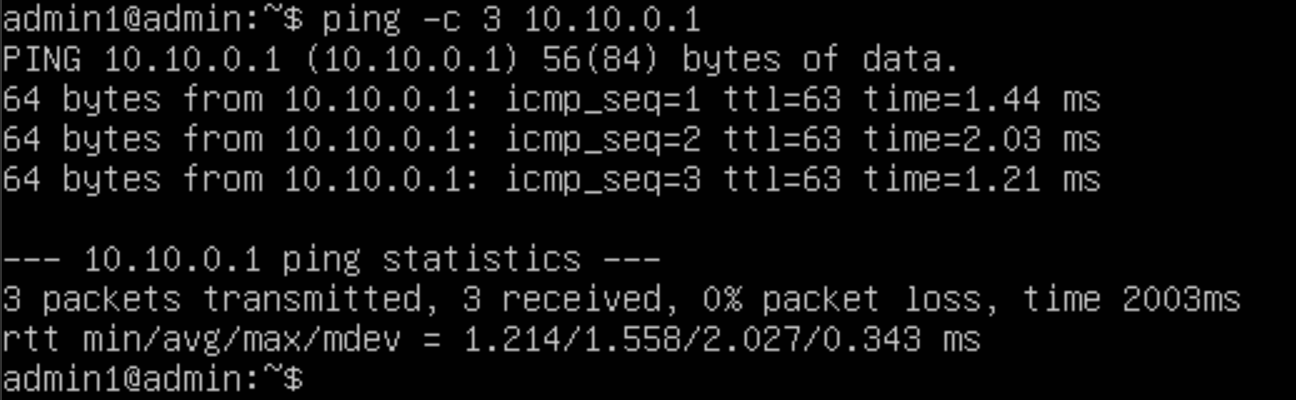 admin1@admin:~$ ping -c 3 10.10.0.1
PING 10.10.0.1 (10.10.0.1) 56(84) bytes of data.
64 bytes from 10.10.0.1: icmp_seq=1 ttl=63 time=1.44 ms
64 bytes from 10.10.0.1: icmp_seq=2 ttl=63 time=2.03 ms
64 bytes from 10.10.0.1: icmp_seq=3 ttl=63 time=1.21 ms

--- 10.10.0.1 ping statistics ---
3 packets transmitted, 3 received, 0% packet loss, time 2003ms
rtt min/avg/max/mdev = 1.214/1.558/2.027/0.343 ms
admin1@admin:~$